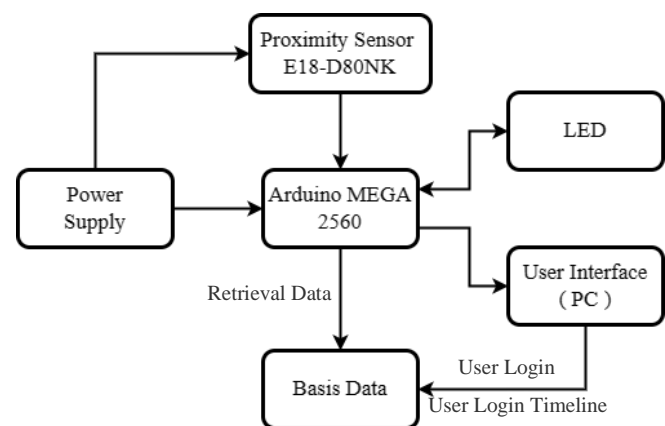 Proximity Sensor
E18-D80NK
LED
Power
Supply
Arduino MEGA
2560
User Interface
( PC )
Retrieval Data
User Login
Basis Data
User Login Timeline